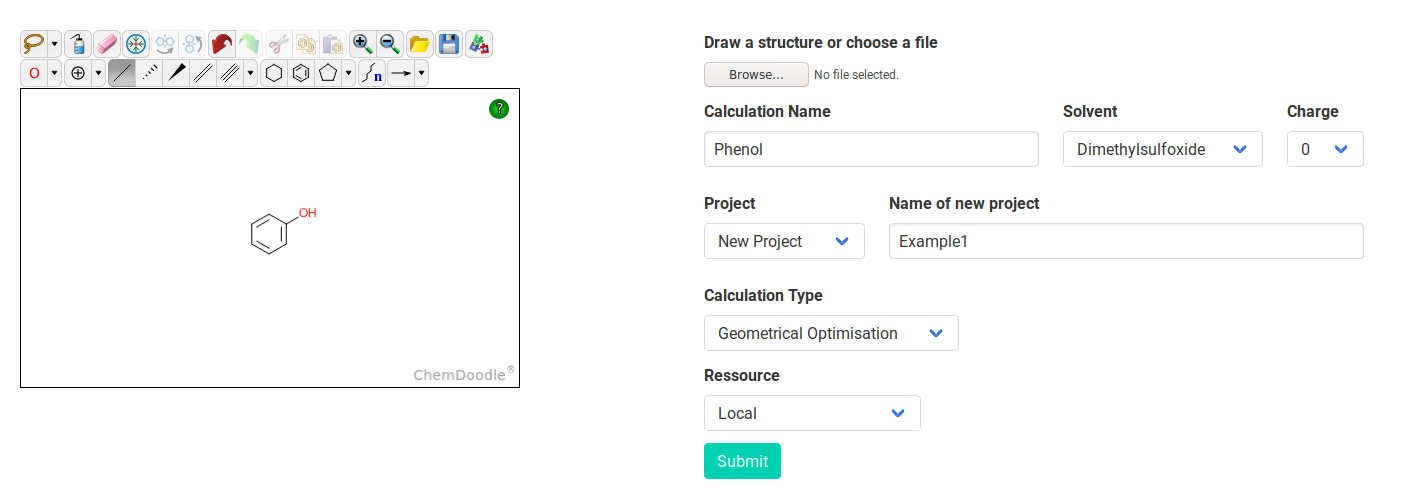 O
n
?
OH
ChemDoodle®
Draw a structure or choose a file
Browse... No file selected.
Calculation Name Solvent Charge
Phenol Dimethylsulfoxide 0
Project Name of new project
New Project Example1
Calculation Type
Geometrical Optimisation
Ressource
Local
Submit